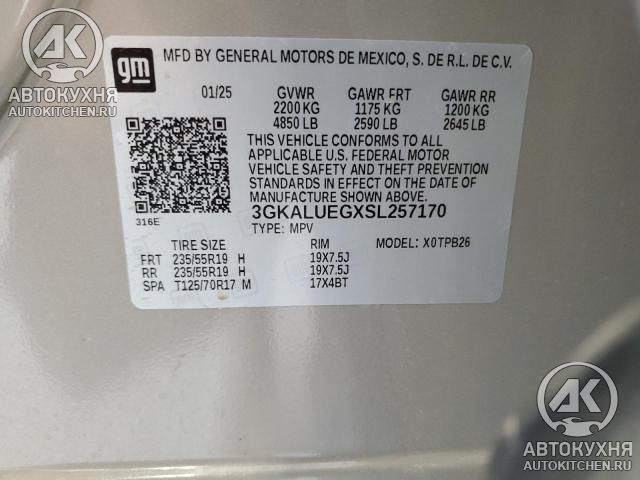 АК
АВТОКУХНЯ
AUTOKITCHEN.RU
gm
MFD BY GENERAL MOTORS DE MEXICO, S. DE R.L. DE C.V.
01/25 GVWR GAWR FRT GAWR RR
2200 KG 1175 KG 1200 KG
4850 LB 2590 LB 2645 LB
THIS VEHICLE CONFORMS TO ALL
APPLICABLE U.S. FEDERAL MOTOR
VEHICLE SAFETY AND THEFT PREVENTION
STANDARDS IN EFFECT ON THE DATE OF
MANUFACTURE SHOWN ABOVE.
3GKALUEGXSL257170
316E
TYPE: MPV
TIRE SIZE RIM MODEL: X0TPB26
FRT 235/55R19 H 19X7.5J
RR 235/55R19 H 19X7.5J
SPA T125/70R17 M 17X4BT
АК
АВТОКУХНЯ
AUTOKITCHEN.RU